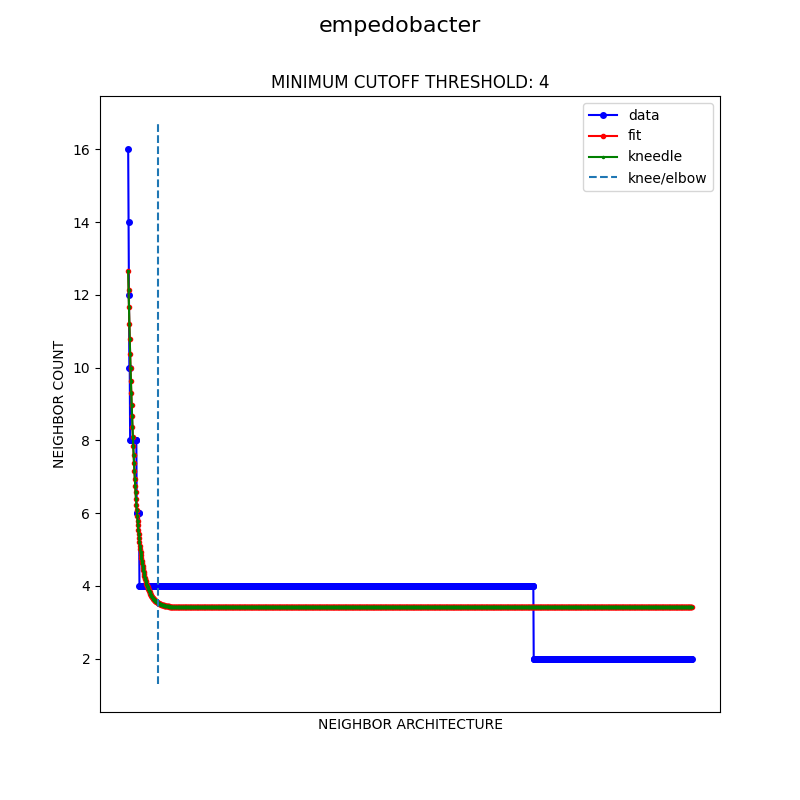 empedobacter
MINIMUM CUTOFF THRESHOLD: 4
data
fit
kneedle
knee/elbow
16
14
12
10
8
6
4
2
NEIGHBOR COUNT
NEIGHBOR ARCHITECTURE